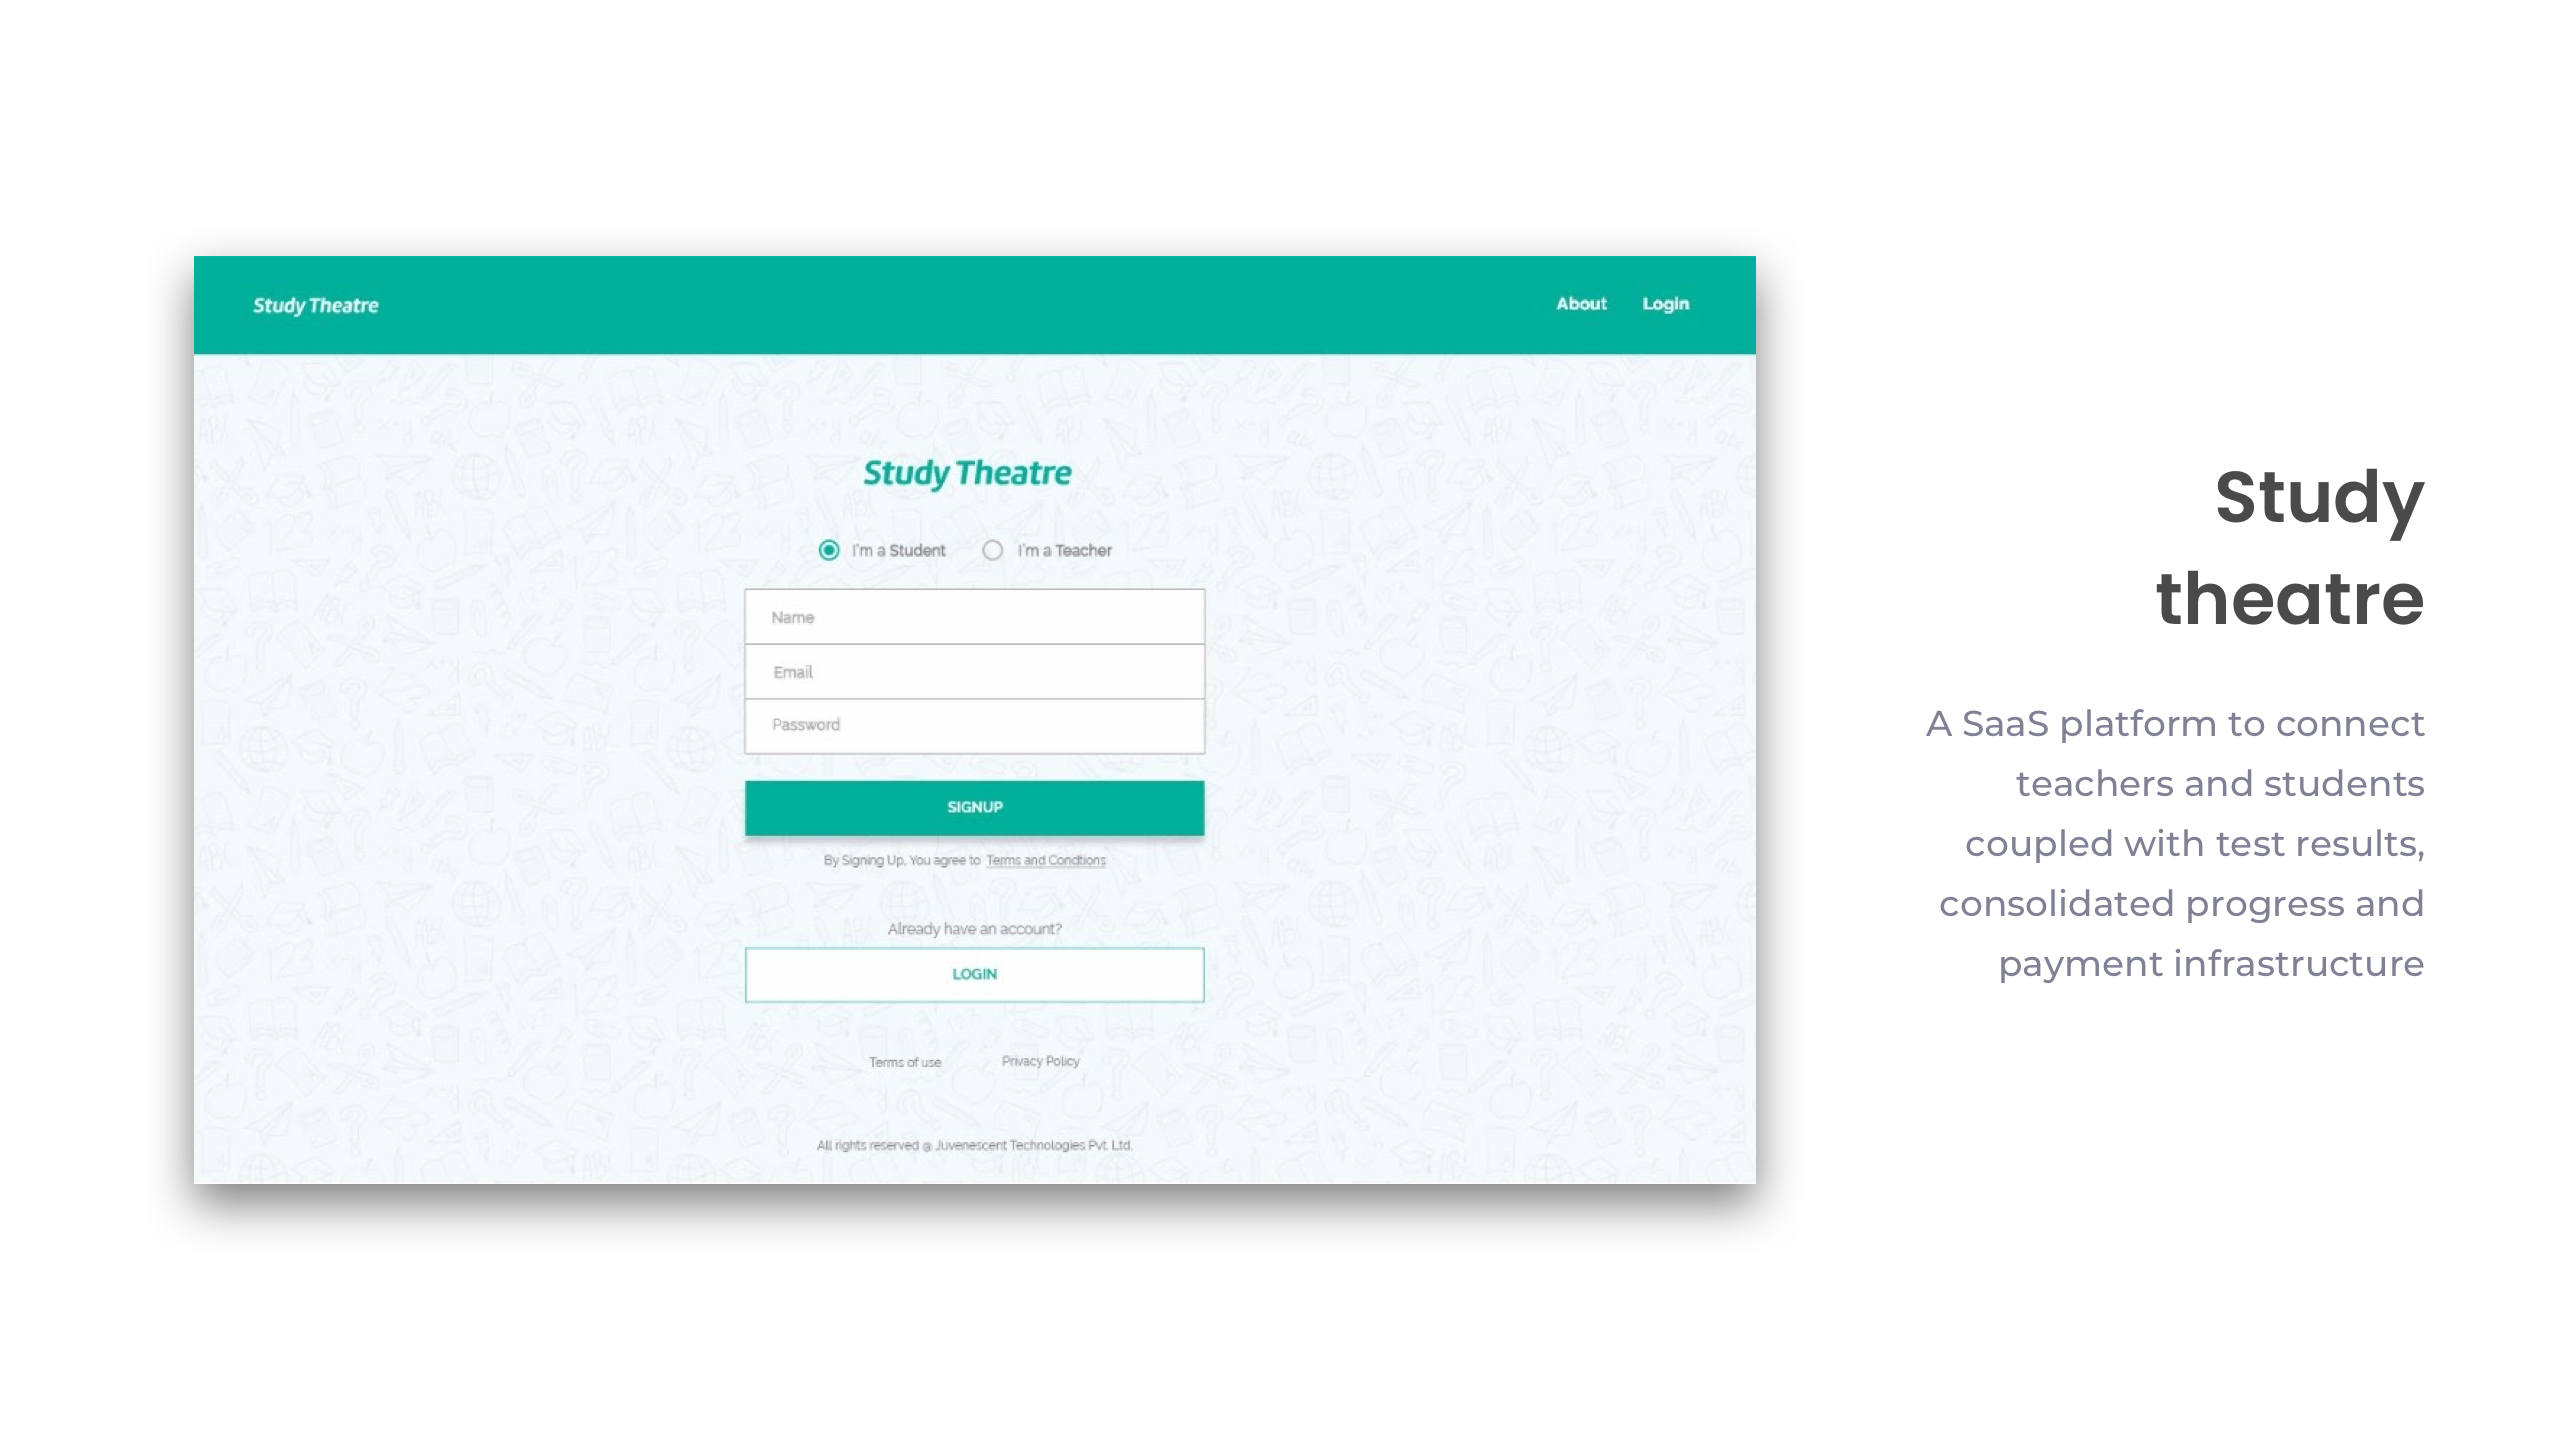 Study Theatre
About Login
Study Theatre
I'm a Student I'm a Teacher
Name
Email
Password
SIGNUP
By Signing Up, You agree to Terms and Condtions
Already have an account?
LOGIN
Terms of use Privacy Policy
All rights reserved @ Juvenescent Technologies Pvt. Ltd.
Study
theatre
A SaaS platform to connect
teachers and students
coupled with test results,
consolidated progress and
payment infrastructure